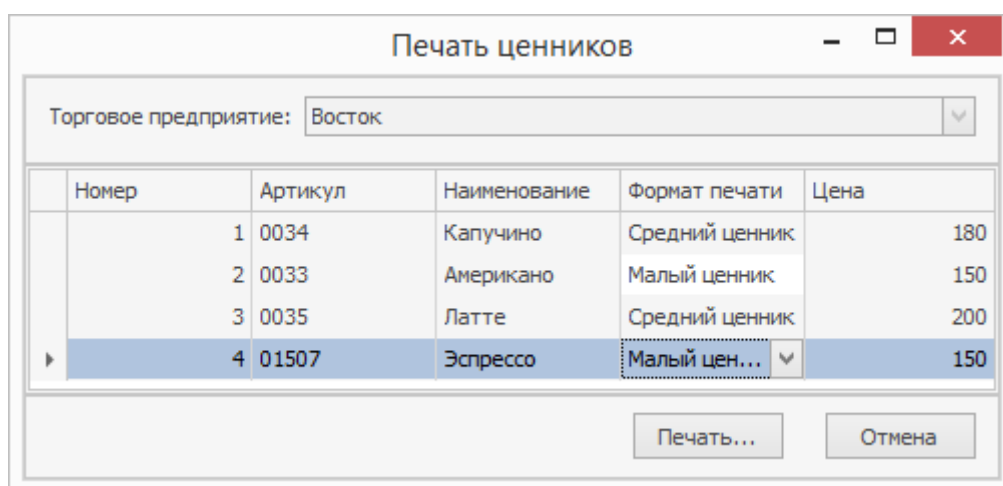 Печать ценников
Торговое предприятие: Восток
Номер Артикул Наименование Формат печати Цена
1 0034 Капучино Средний ценник 180
2 0033 Американо Малый ценник 150
3 0035 Латте Средний ценник 200
4 01507 Эспрессо Малый цен... 150
Печать... Отмена